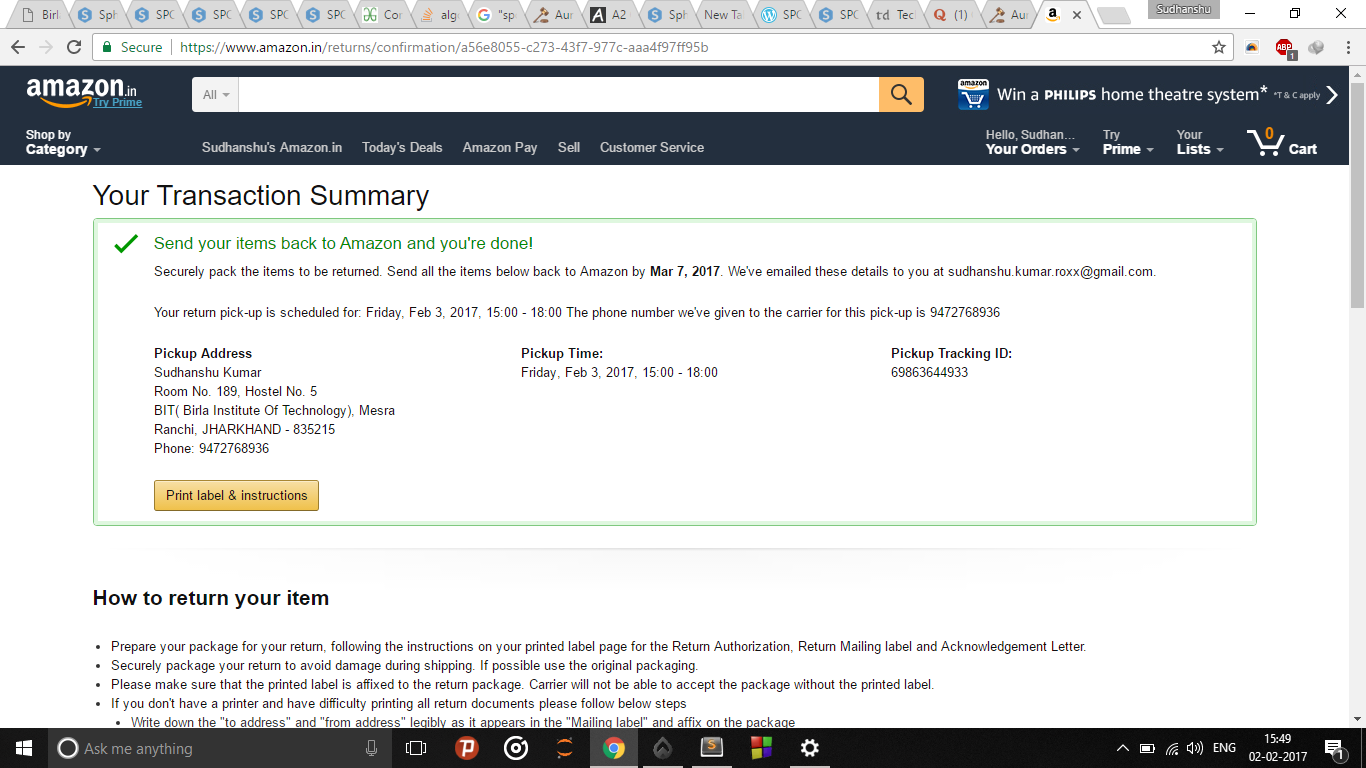 Birl
Sph
SPO
SPO
SPO
SPO
Cor
algo
"sp
Aur
A2
Sph
New Ta
SPO
SPO
td Tech
(1)
Aur
Sudhanshu
Secure https://www.amazon.in/returns/confirmation/a56e8055-c273-43f7-977c-aaa4f97ff95b
ABP 1
amazon.in
Try Prime
All
amazon
Win a PHILIPS home theatre system* *T & C apply
Shop by
Category
Sudhanshu's Amazon.in Today's Deals Amazon Pay Sell Customer Service
Hello, Sudhan...
Your Orders
Try
Prime
Your
Lists
0
Cart
Your Transaction Summary
Send your items back to Amazon and you're done!
Securely pack the items to be returned. Send all the items below back to Amazon by Mar 7, 2017. We've emailed these details to you at sudhanshu.kumar.roxx@gmail.com.
Your return pick-up is scheduled for: Friday, Feb 3, 2017, 15:00 - 18:00 The phone number we've given to the carrier for this pick-up is 9472768936
Pickup Address
Sudhanshu Kumar
Room No. 189, Hostel No. 5
BIT( Birla Institute Of Technology), Mesra
Ranchi, JHARKHAND - 835215
Phone: 9472768936
Pickup Time:
Friday, Feb 3, 2017, 15:00 - 18:00
Pickup Tracking ID:
69863644933
Print label & instructions
How to return your item
Prepare your package for your return, following the instructions on your printed label page for the Return Authorization, Return Mailing label and Acknowledgement Letter.
Securely package your return to avoid damage during shipping. If possible use the original packaging.
Please make sure that the printed label is affixed to the return package. Carrier will not be able to accept the package without the printed label.
If you don't have a printer and have difficulty printing all return documents please follow below steps
Write down the "to address" and "from address" legibly as it appears in the "Mailing label" and affix on the package
Ask me anything
ENG
15:49
02-02-2017
1